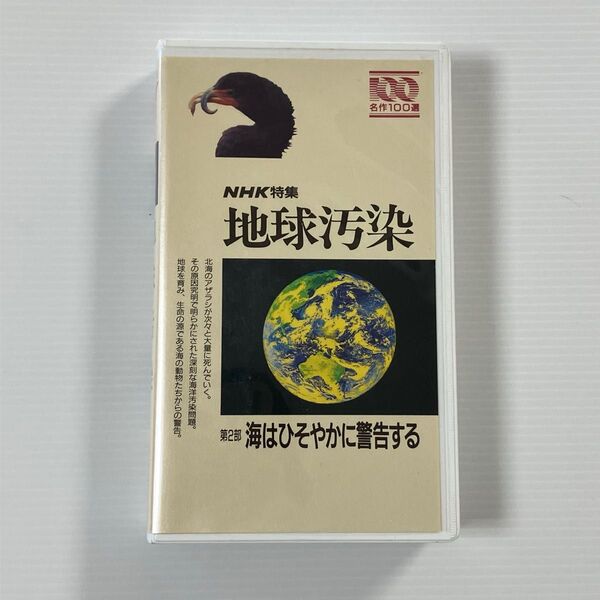 100
名作100選
NHK特集
地球汚染
北海のアザラシが次々と大量に死んでいく。
その原因究明で明らかにされた深刻な海洋汚染問題。
地球を育み、生命の源である海の動物たちからの警告。
第2部 海はひそやかに警告する